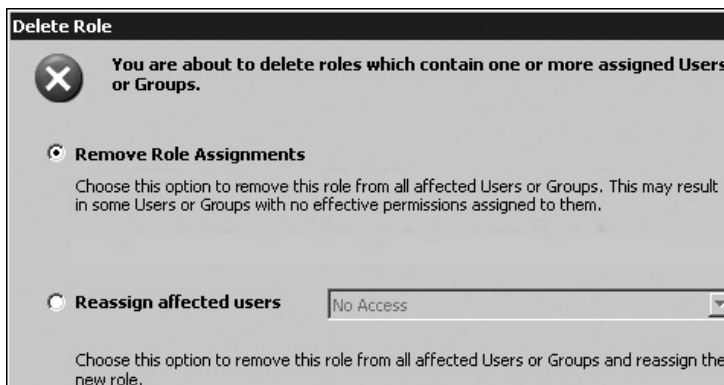 Delete Role
You are about to delete roles which contain one or more assigned Users
or Groups.
Remove Role Assignments
Choose this option to remove this role from all affected Users or Groups. This may result
in some Users or Groups with no effective permissions assigned to them.
Reassign affected users
No Access
Choose this option to remove this role from all affected Users or Groups and reassign the
new role.